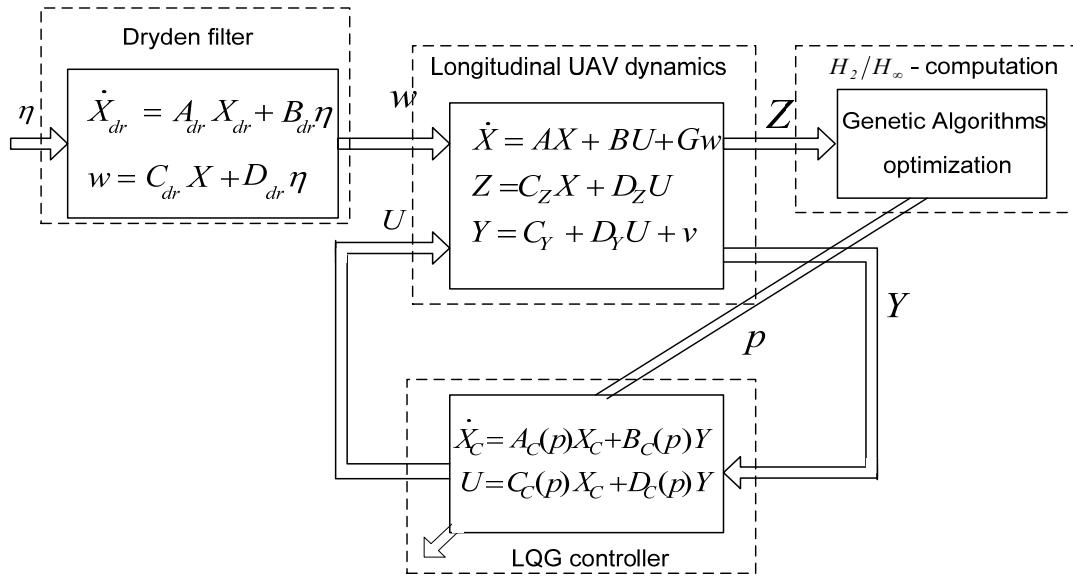 Dryden filter
η
Ẋ_dr = A_dr X_dr + B_dr η
w = C_dr X + D_dr η
Longitudinal UAV dynamics
w
U
Ẋ = AX + BU + Gw
Z = C_Z X + D_Z U
Y = C_Y + D_Y U + v
Z
H_2/H_∞ - computation
Genetic Algorithms
optimization
Y
p
Ẋ_C = A_C(p)X_C + B_C(p)Y
U = C_C(p)X_C + D_C(p)Y
LQG controller